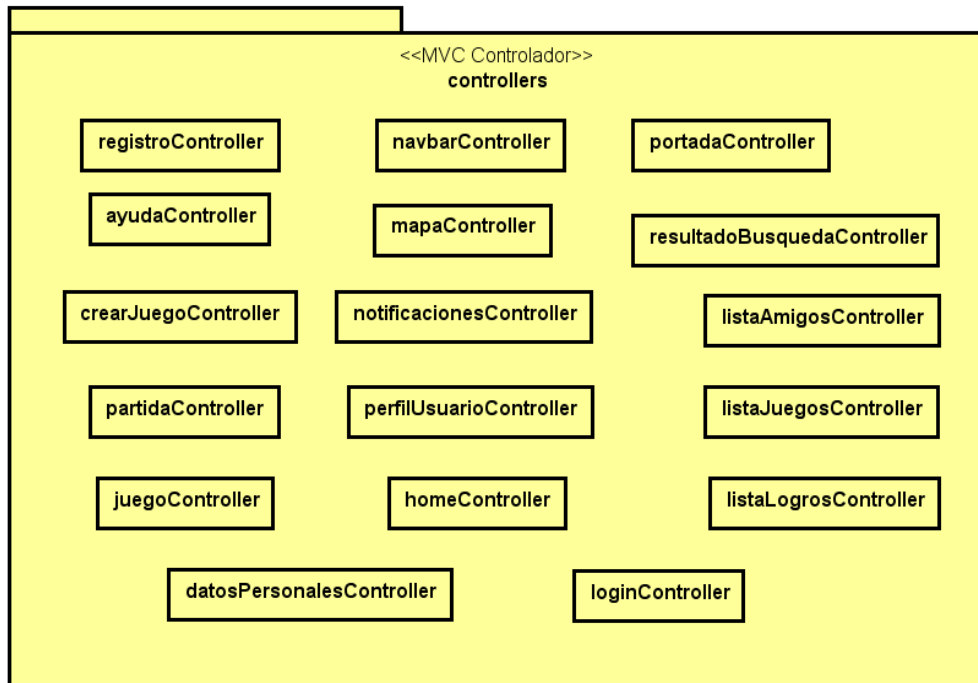 <<MVC Controlador>>
controllers
registroController
navbarController
portadaController
ayudaController
mapaController
resultadoBusquedaController
crearJuegoController
notificacionesController
listaAmigosController
partidaController
perfilUsuarioController
listaJuegosController
juegoController
homeController
listaLogrosController
datosPersonalesController
loginController